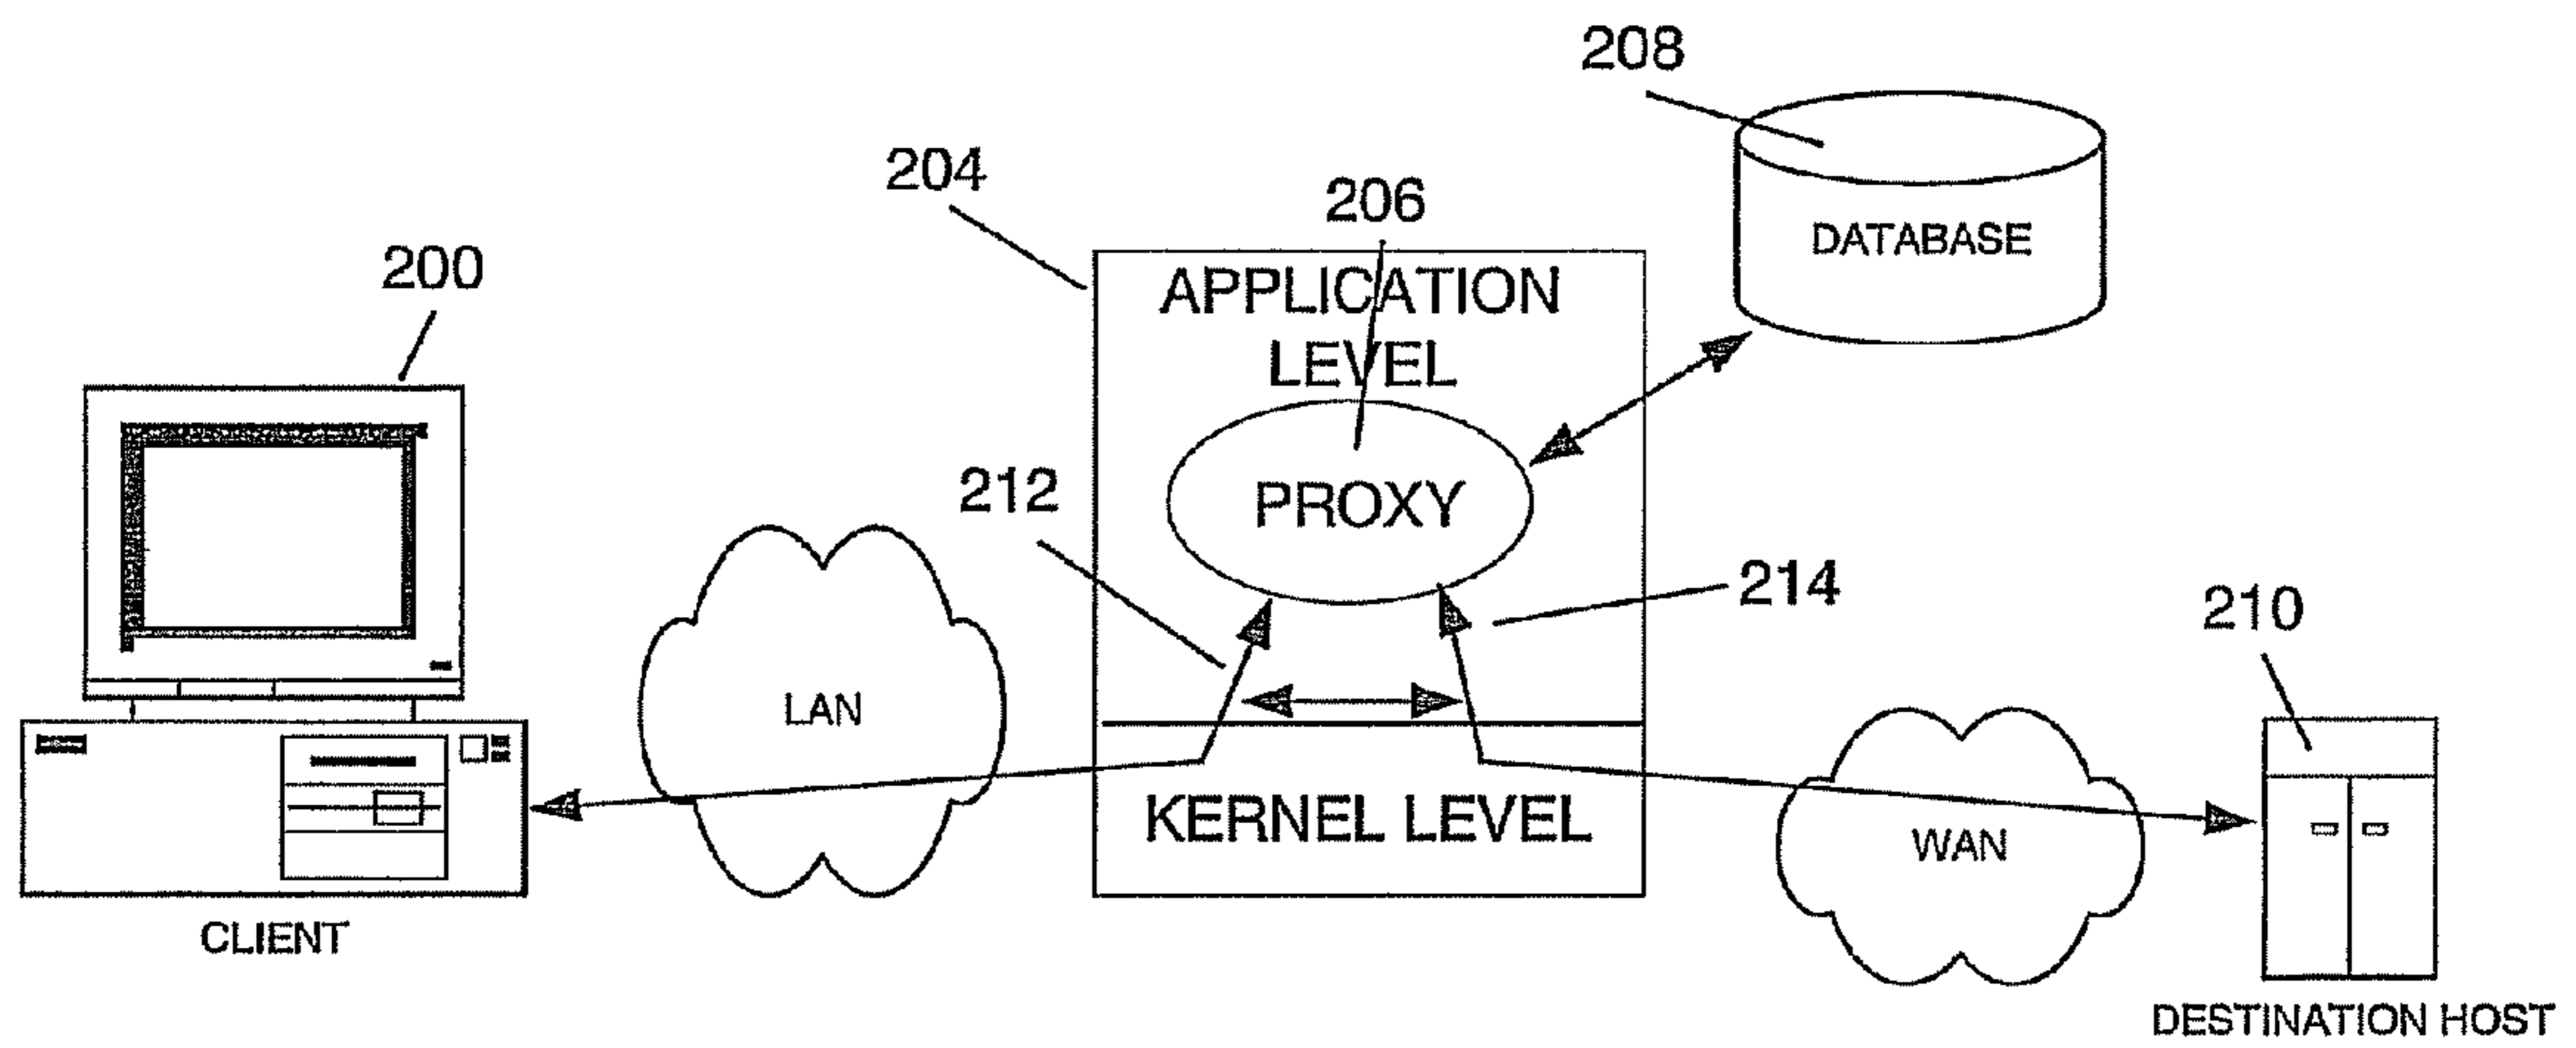 208
204
206
DATABASE
200
APPLICATION
LEVEL
212
PROXY
214
210
LAN
KERNEL LEVEL
WAN
CLIENT
DESTINATION HOST